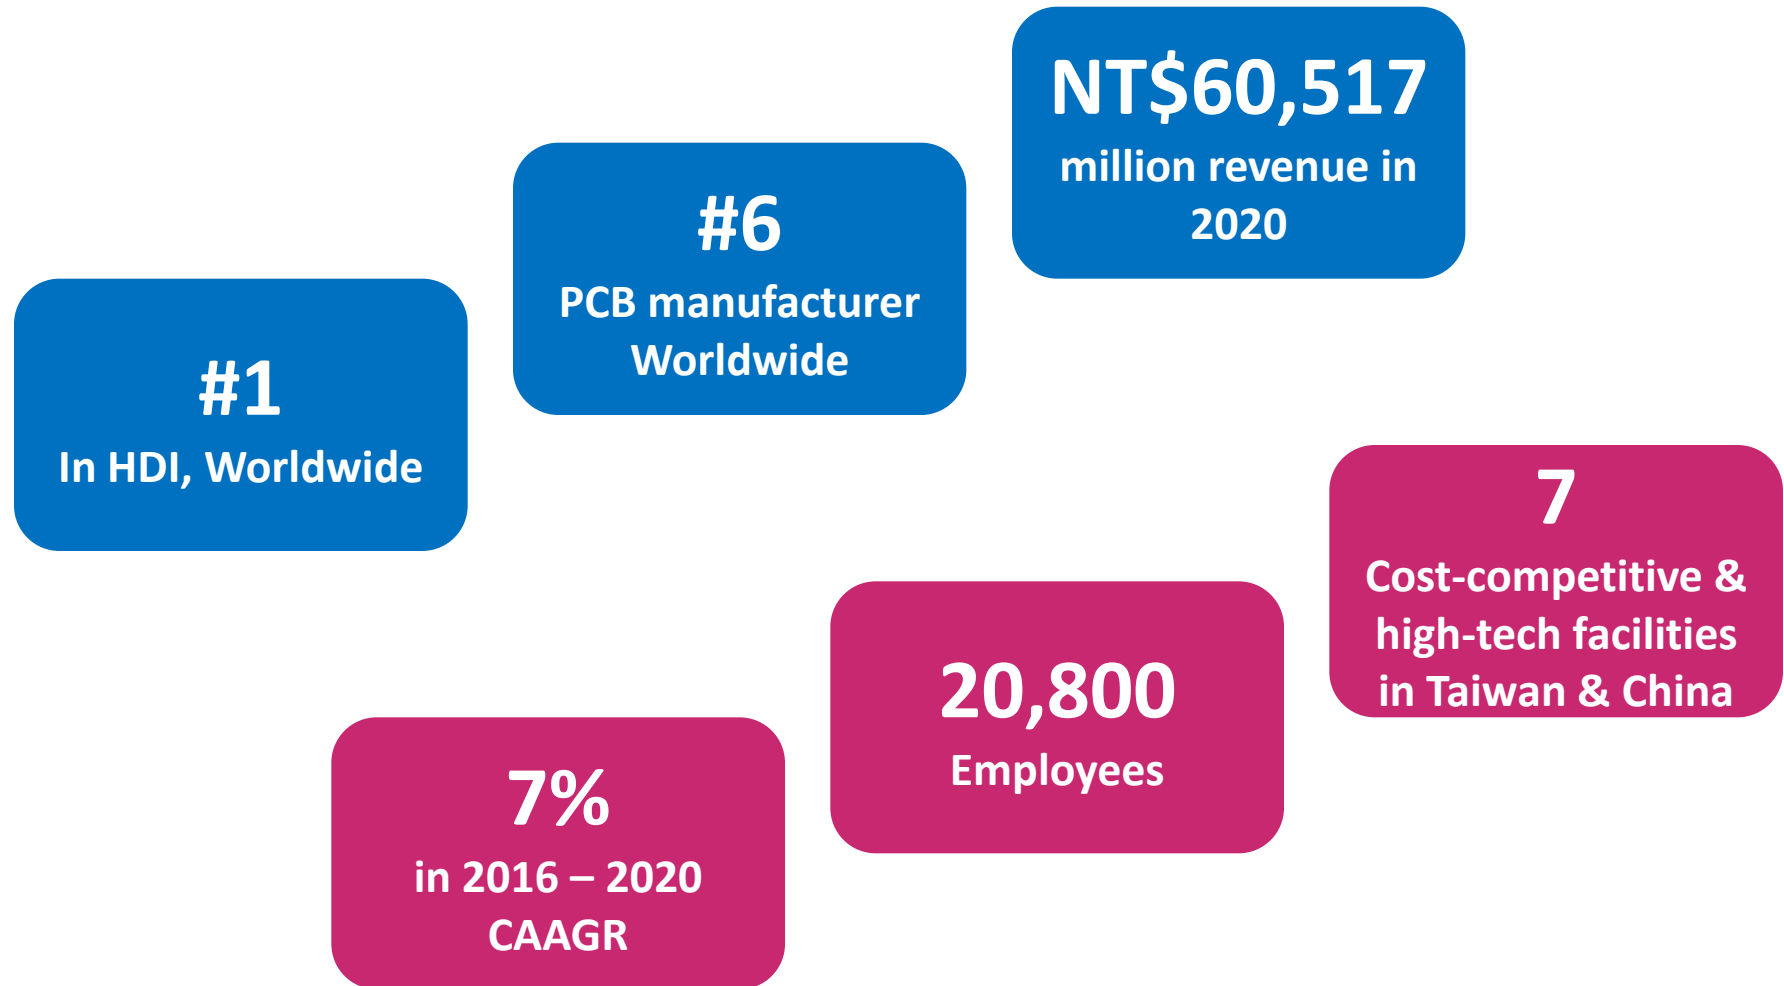 #1
In HDI, Worldwide
#6
PCB manufacturer
Worldwide
NT$60,517
million revenue in
2020
7%
in 2016 – 2020
CAAGR
20,800
Employees
7
Cost-competitive &
high-tech facilities
in Taiwan & China